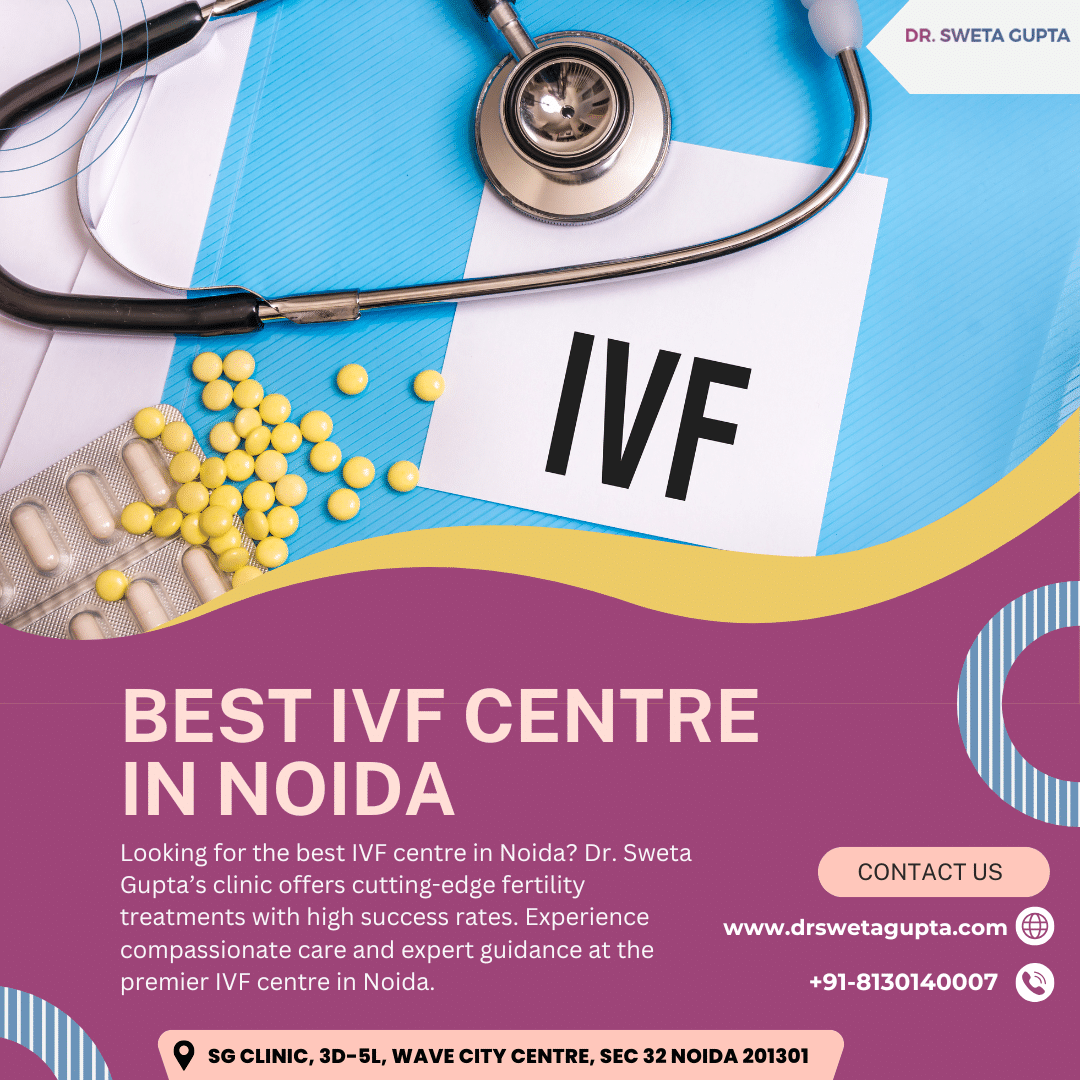 DR. SWETA GUPTA
IVF
BEST IVF CENTRE
IN NOIDA
Looking for the best IVF centre in Noida? Dr. Sweta
Gupta’s clinic offers cutting-edge fertility
treatments with high success rates. Experience
compassionate care and expert guidance at the
premier IVF centre in Noida.
CONTACT US
www.drswetagupta.com
+91-8130140007
SG CLINIC, 3D-5L, WAVE CITY CENTRE, SEC 32 NOIDA 201301